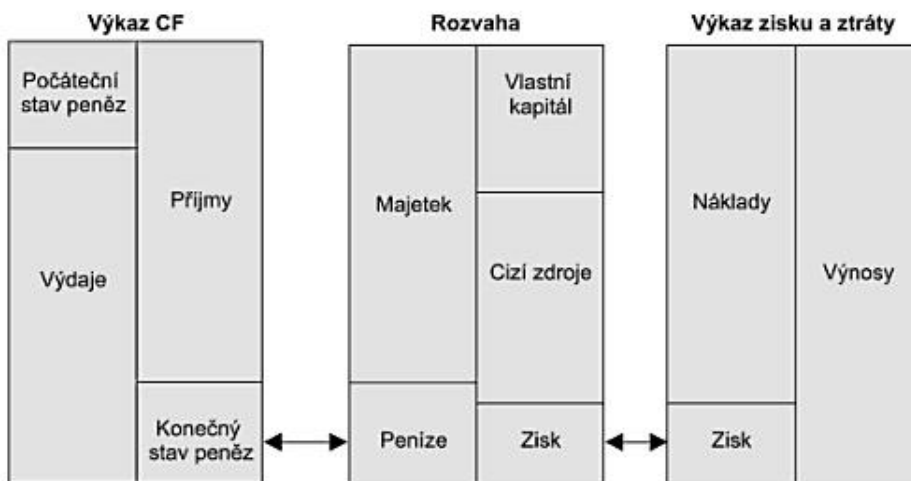 Výkaz CF
Počáteční
stav peněz
Příjmy
Výdaje
Konečný
stav peněz
Rozvaha
Vlastní
kapitál
Majetek
Cizí zdroje
Peníze
Zisk
Výkaz zisku a ztráty
Náklady
Výnosy
Zisk